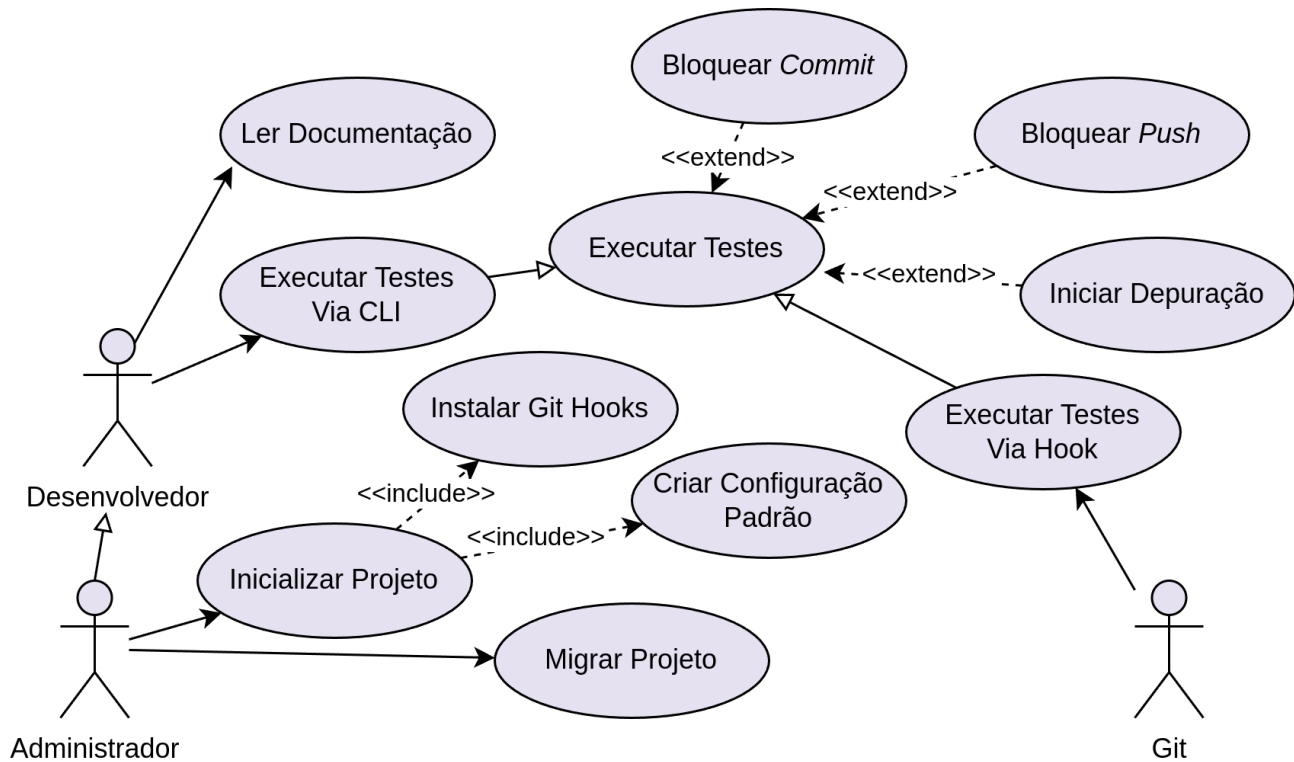 Bloquear Commit
Ler Documentação
Bloquear Push
<<extend>>
<<extend>>
Executar Testes
<<extend>>
Executar Testes
Via CLI
Iniciar Depuração
Instalar Git Hooks
Executar Testes
Via Hook
Desenvolvedor
<<include>>
Criar Configuração
Padrão
<<include>>
Inicializar Projeto
Migrar Projeto
Administrador
Git